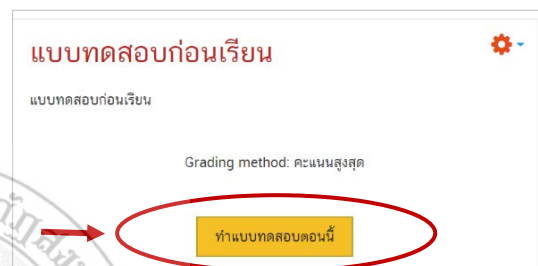 แบบทดสอบก่อนเรียน
แบบทดสอบก่อนเรียน
Grading method: คะแนนสูงสุด
ทำแบบทดสอบตอนนี้